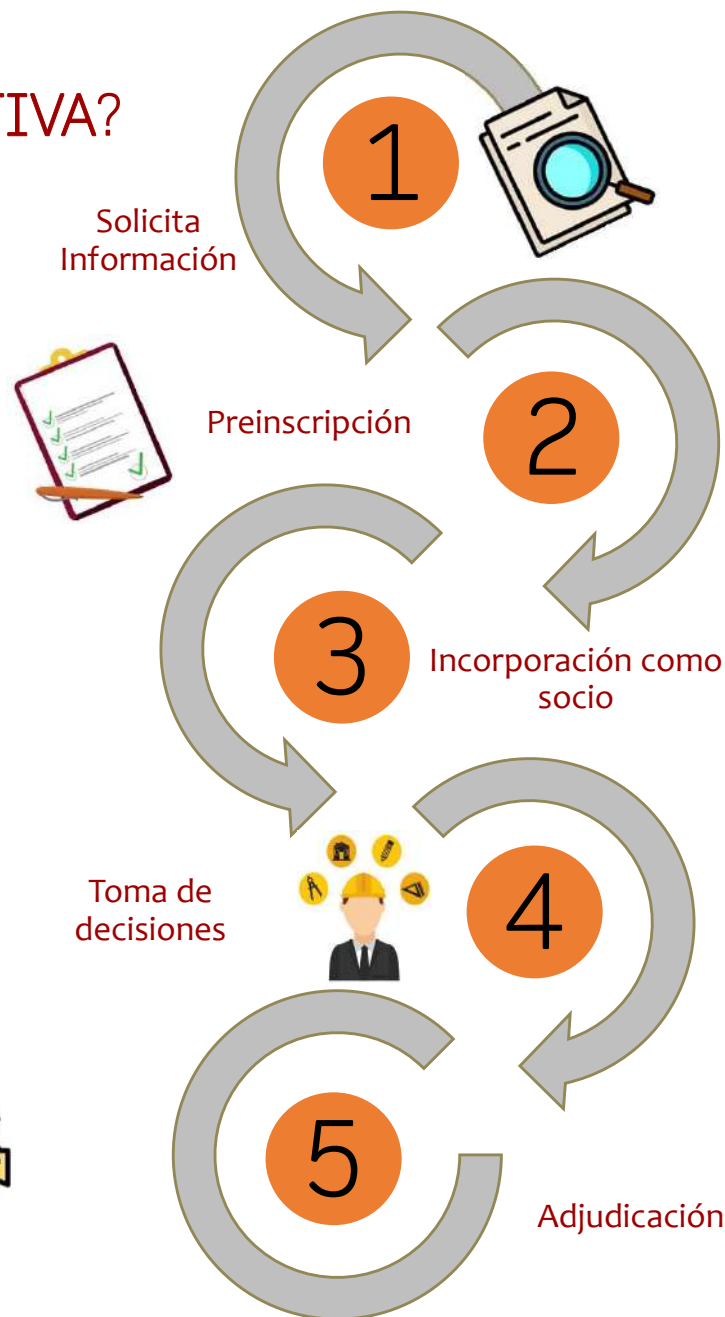 TIVA?
1
Solicita
Información
Preinscripción
2
3
Incorporación como
socio
Toma de
decisiones
4
5
Adjudicación